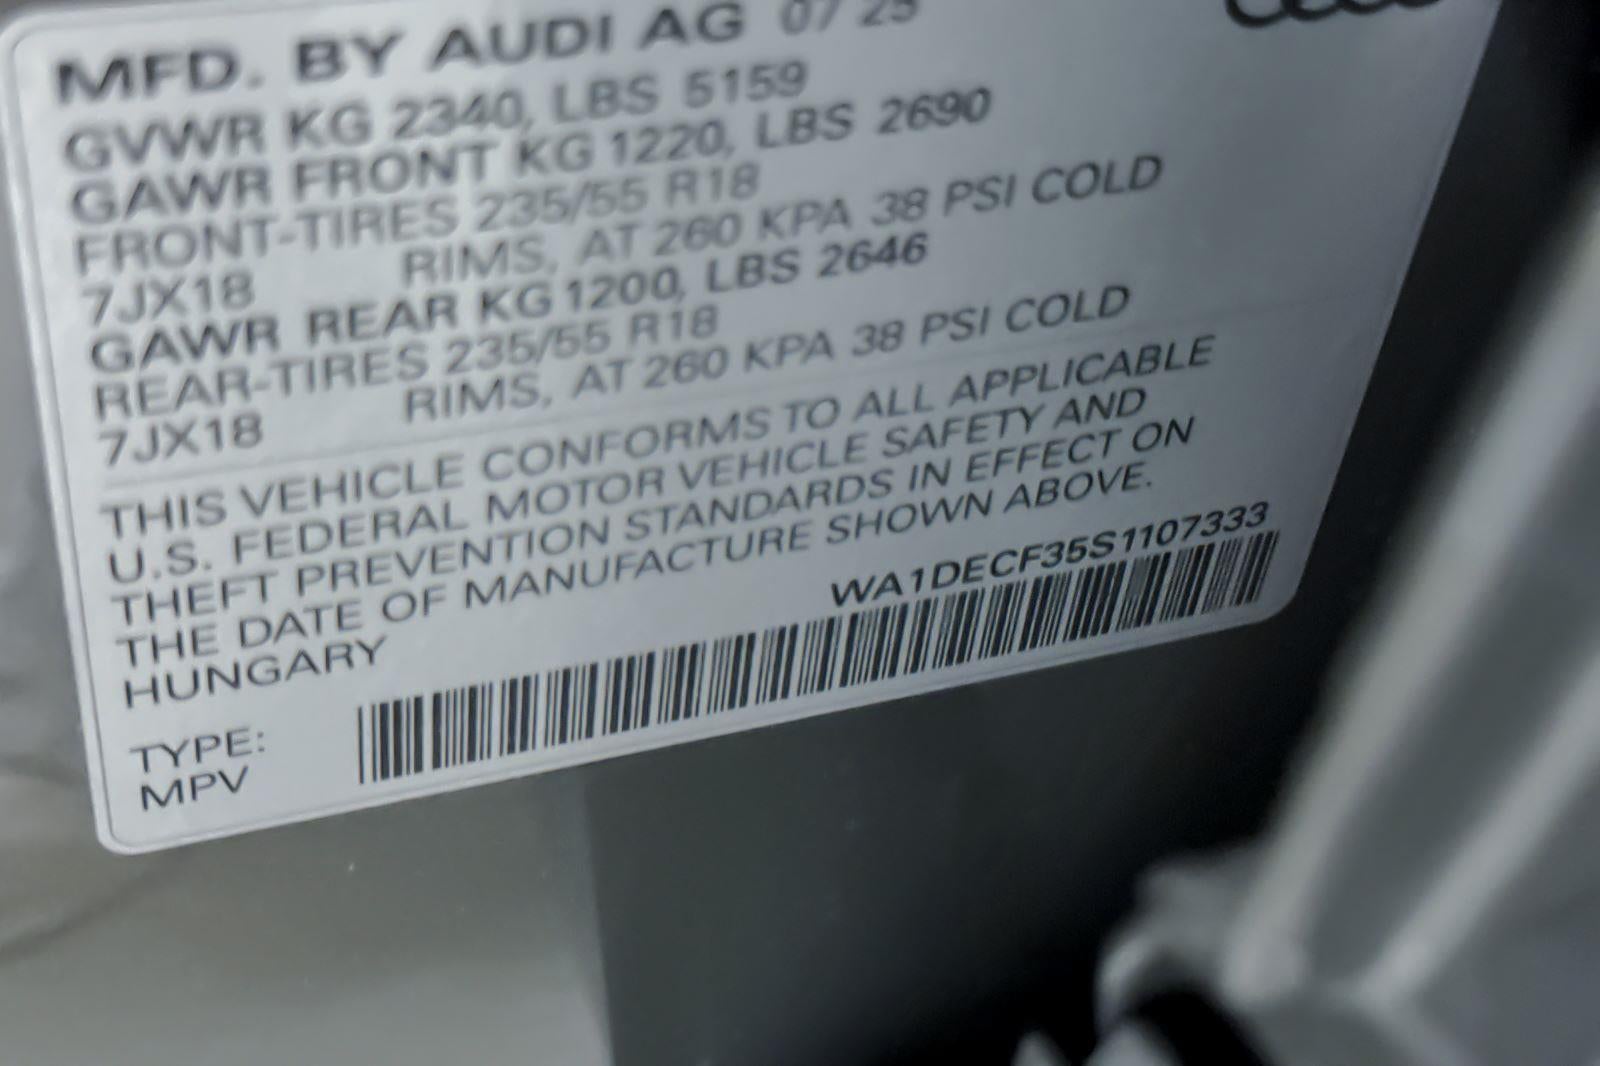 MFD. BY AUDI AG 07 25
GVWR KG 2340, LBS 5159
GAWR FRONT KG 1220, LBS 2690
FRONT-TIRES 235/55 R18
7JX18 RIMS, AT 260 KPA 38 PSI COLD
GAWR REAR KG 1200, LBS 2646
REAR-TIRES 235/55 R18
7JX18 RIMS, AT 260 KPA 38 PSI COLD
THIS VEHICLE CONFORMS TO ALL APPLICABLE
U.S. FEDERAL MOTOR VEHICLE SAFETY AND
THEFT PREVENTION STANDARDS IN EFFECT ON
THE DATE OF MANUFACTURE SHOWN ABOVE.
HUNGARY WA1DECF35S1107333
TYPE:
MPV